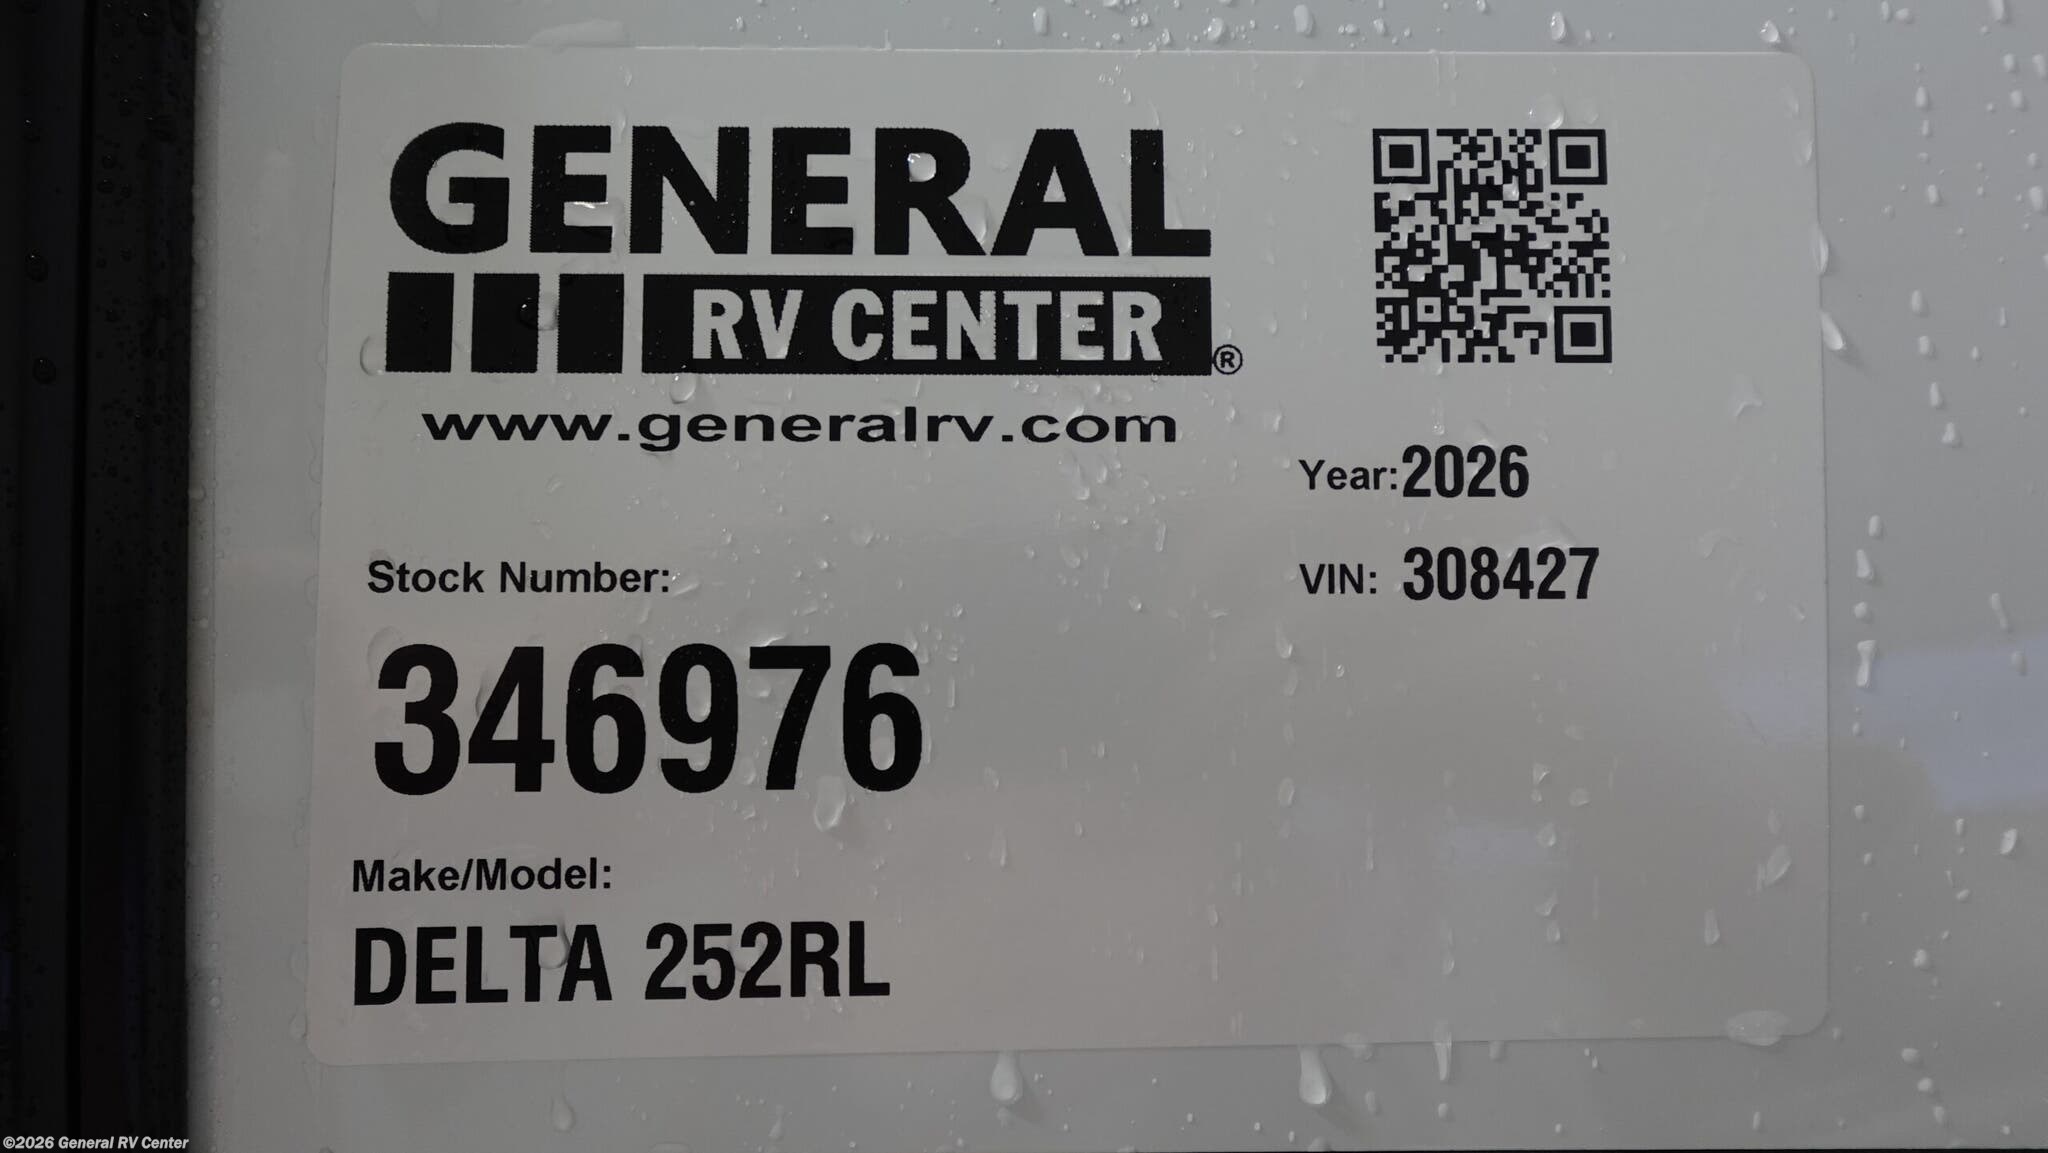 GENERAL
RV CENTER®
www.generalrv.com
Year: 2026
VIN: 308427
Stock Number:
346976
Make/Model:
DELTA 252RL
©2026 General RV Center